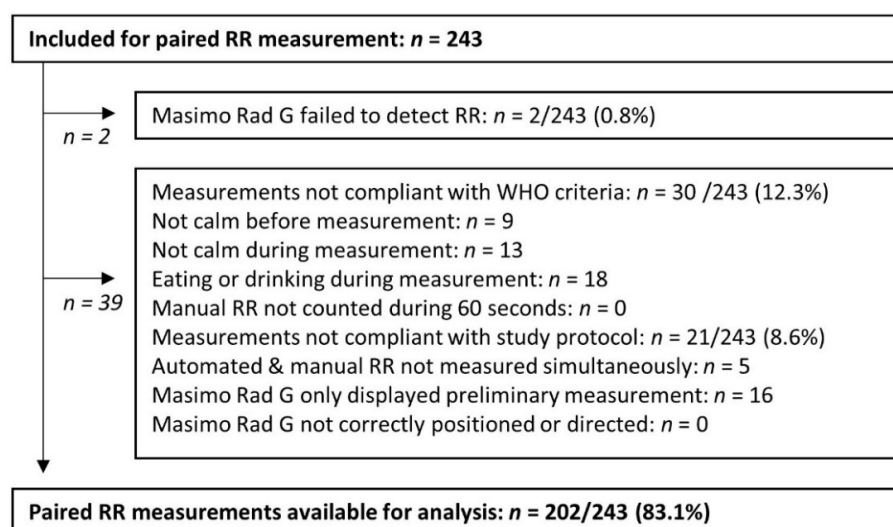 Included for paired RR measurement: n = 243
Masimo Rad G failed to detect RR: n = 2/243 (0.8%)
n = 2
Measurements not compliant with WHO criteria: n = 30 /243 (12.3%)
Not calm before measurement: n = 9
Not calm during measurement: n = 13
Eating or drinking during measurement: n = 18
n = 39
Manual RR not counted during 60 seconds: n = 0
Measurements not compliant with study protocol: n = 21/243 (8.6%)
Automated & manual RR not measured simultaneously: n = 5
Masimo Rad G only displayed preliminary measurement: n = 16
Masimo Rad G not correctly positioned or directed: n = 0
Paired RR measurements available for analysis: n = 202/243 (83.1%)